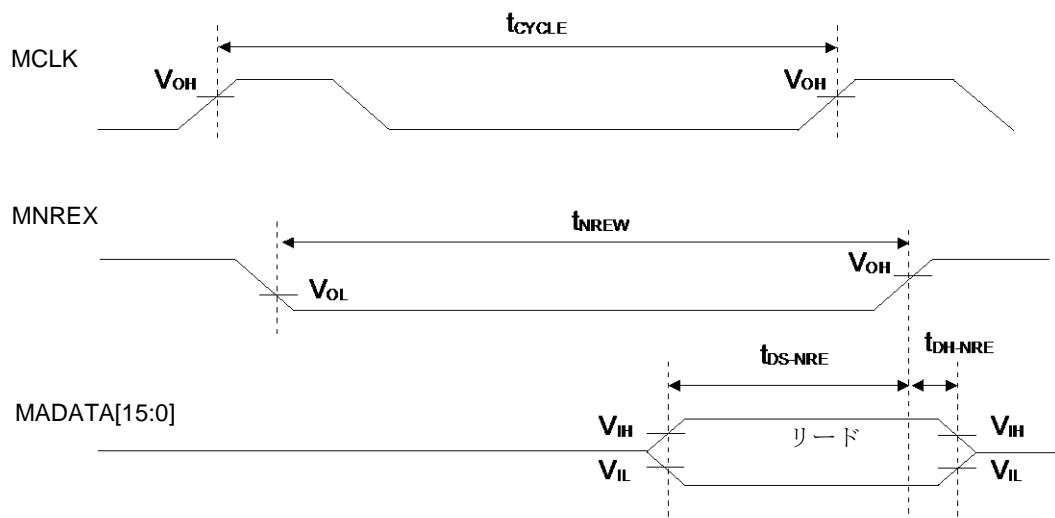 tCYCLE
MCLK
VOH
VOH
MNREX
tNREW
VOH
VOL
tDS-NRE
tDH-NRE
MADATA[15:0]
VIH
リード
VIH
VIL
VIL